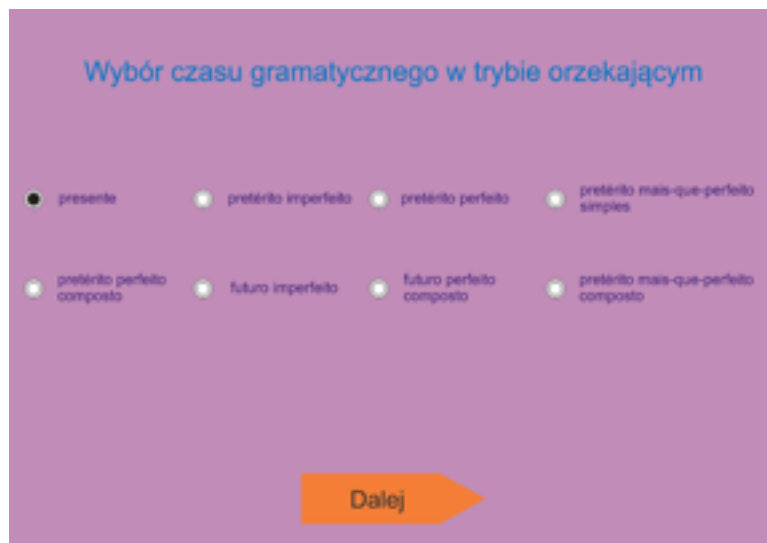 Wybór czasu gramatycznego w trybie orzekającym
presente
pretérito imperfeito
pretérito perfeito
pretérito mais-que-perfeito
simples
pretérito perfeito
composto
futuro imperfeito
futuro perfeito
composto
pretérito mais-que-perfeito
composto
Dalej